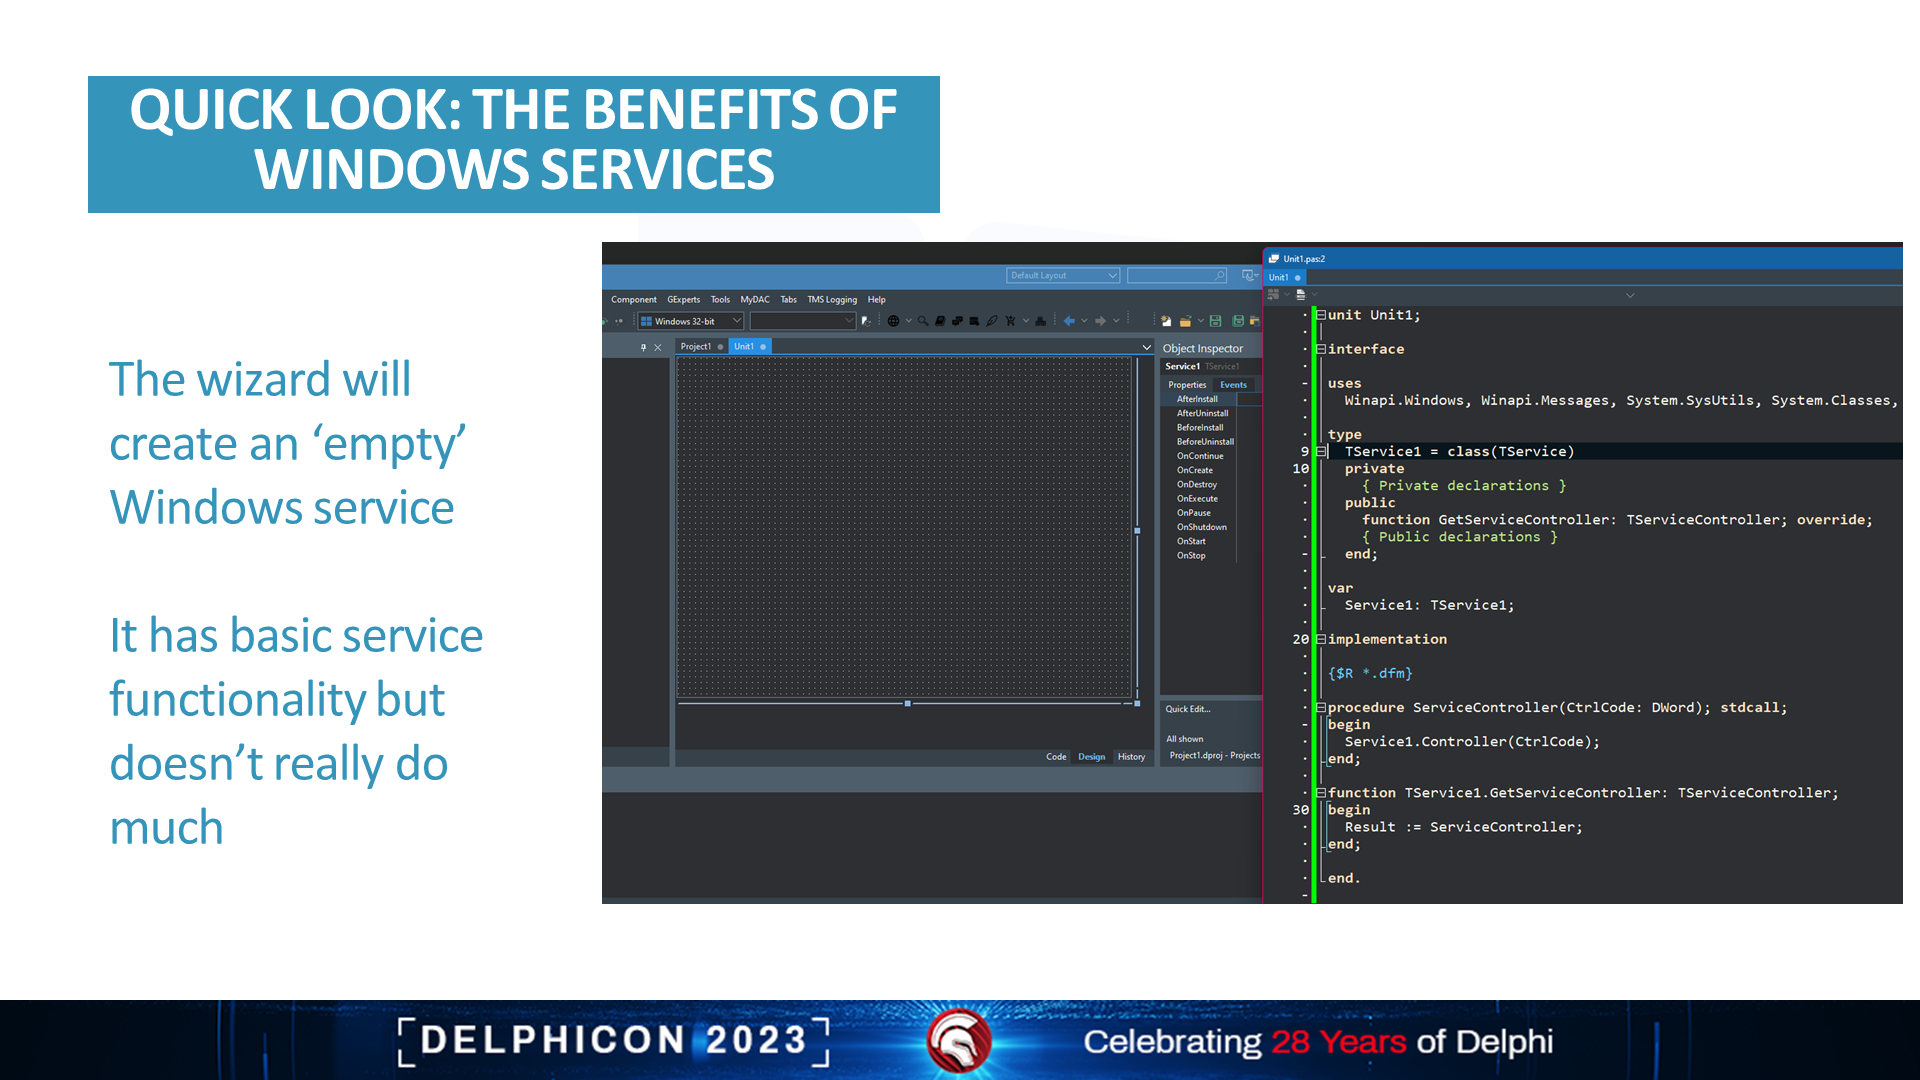 QUICK LOOK: THE BENEFITS OF
WINDOWS SERVICES
The wizard will
create an ‘empty’
Windows service
It has basic service
functionality but
doesn’t really do
much
Default Layout
Component GExperts Tools MyDAC Tabs TMS Logging Help
Windows 32-bit
Project1 Unit1
Object Inspector
Service1 TService1
Properties Events
AfterInstall
AfterUninstall
BeforeInstall
BeforeUninstall
OnContinue
OnCreate
OnDestroy
OnExecute
OnPause
OnShutdown
OnStart
OnStop
Quick Edit...
All shown
Code Design History
Project1.dproj - Projects
Unit1.pas:2
Unit1
unit Unit1;
interface
uses
Winapi.Windows, Winapi.Messages, System.SysUtils, System.Classes,
type
9 TService1 = class(TService)
10 private
{ Private declarations }
public
function GetServiceController: TServiceController; override;
{ Public declarations }
end;
var
Service1: TService1;
20 implementation
{$R *.dfm}
procedure ServiceController(CtrlCode: DWord); stdcall;
begin
Service1.Controller(CtrlCode);
end;
function TService1.GetServiceController: TServiceController;
30 begin
Result := ServiceController;
end;
end.
DELPHICON 2023
Celebrating 28 Years of Delphi